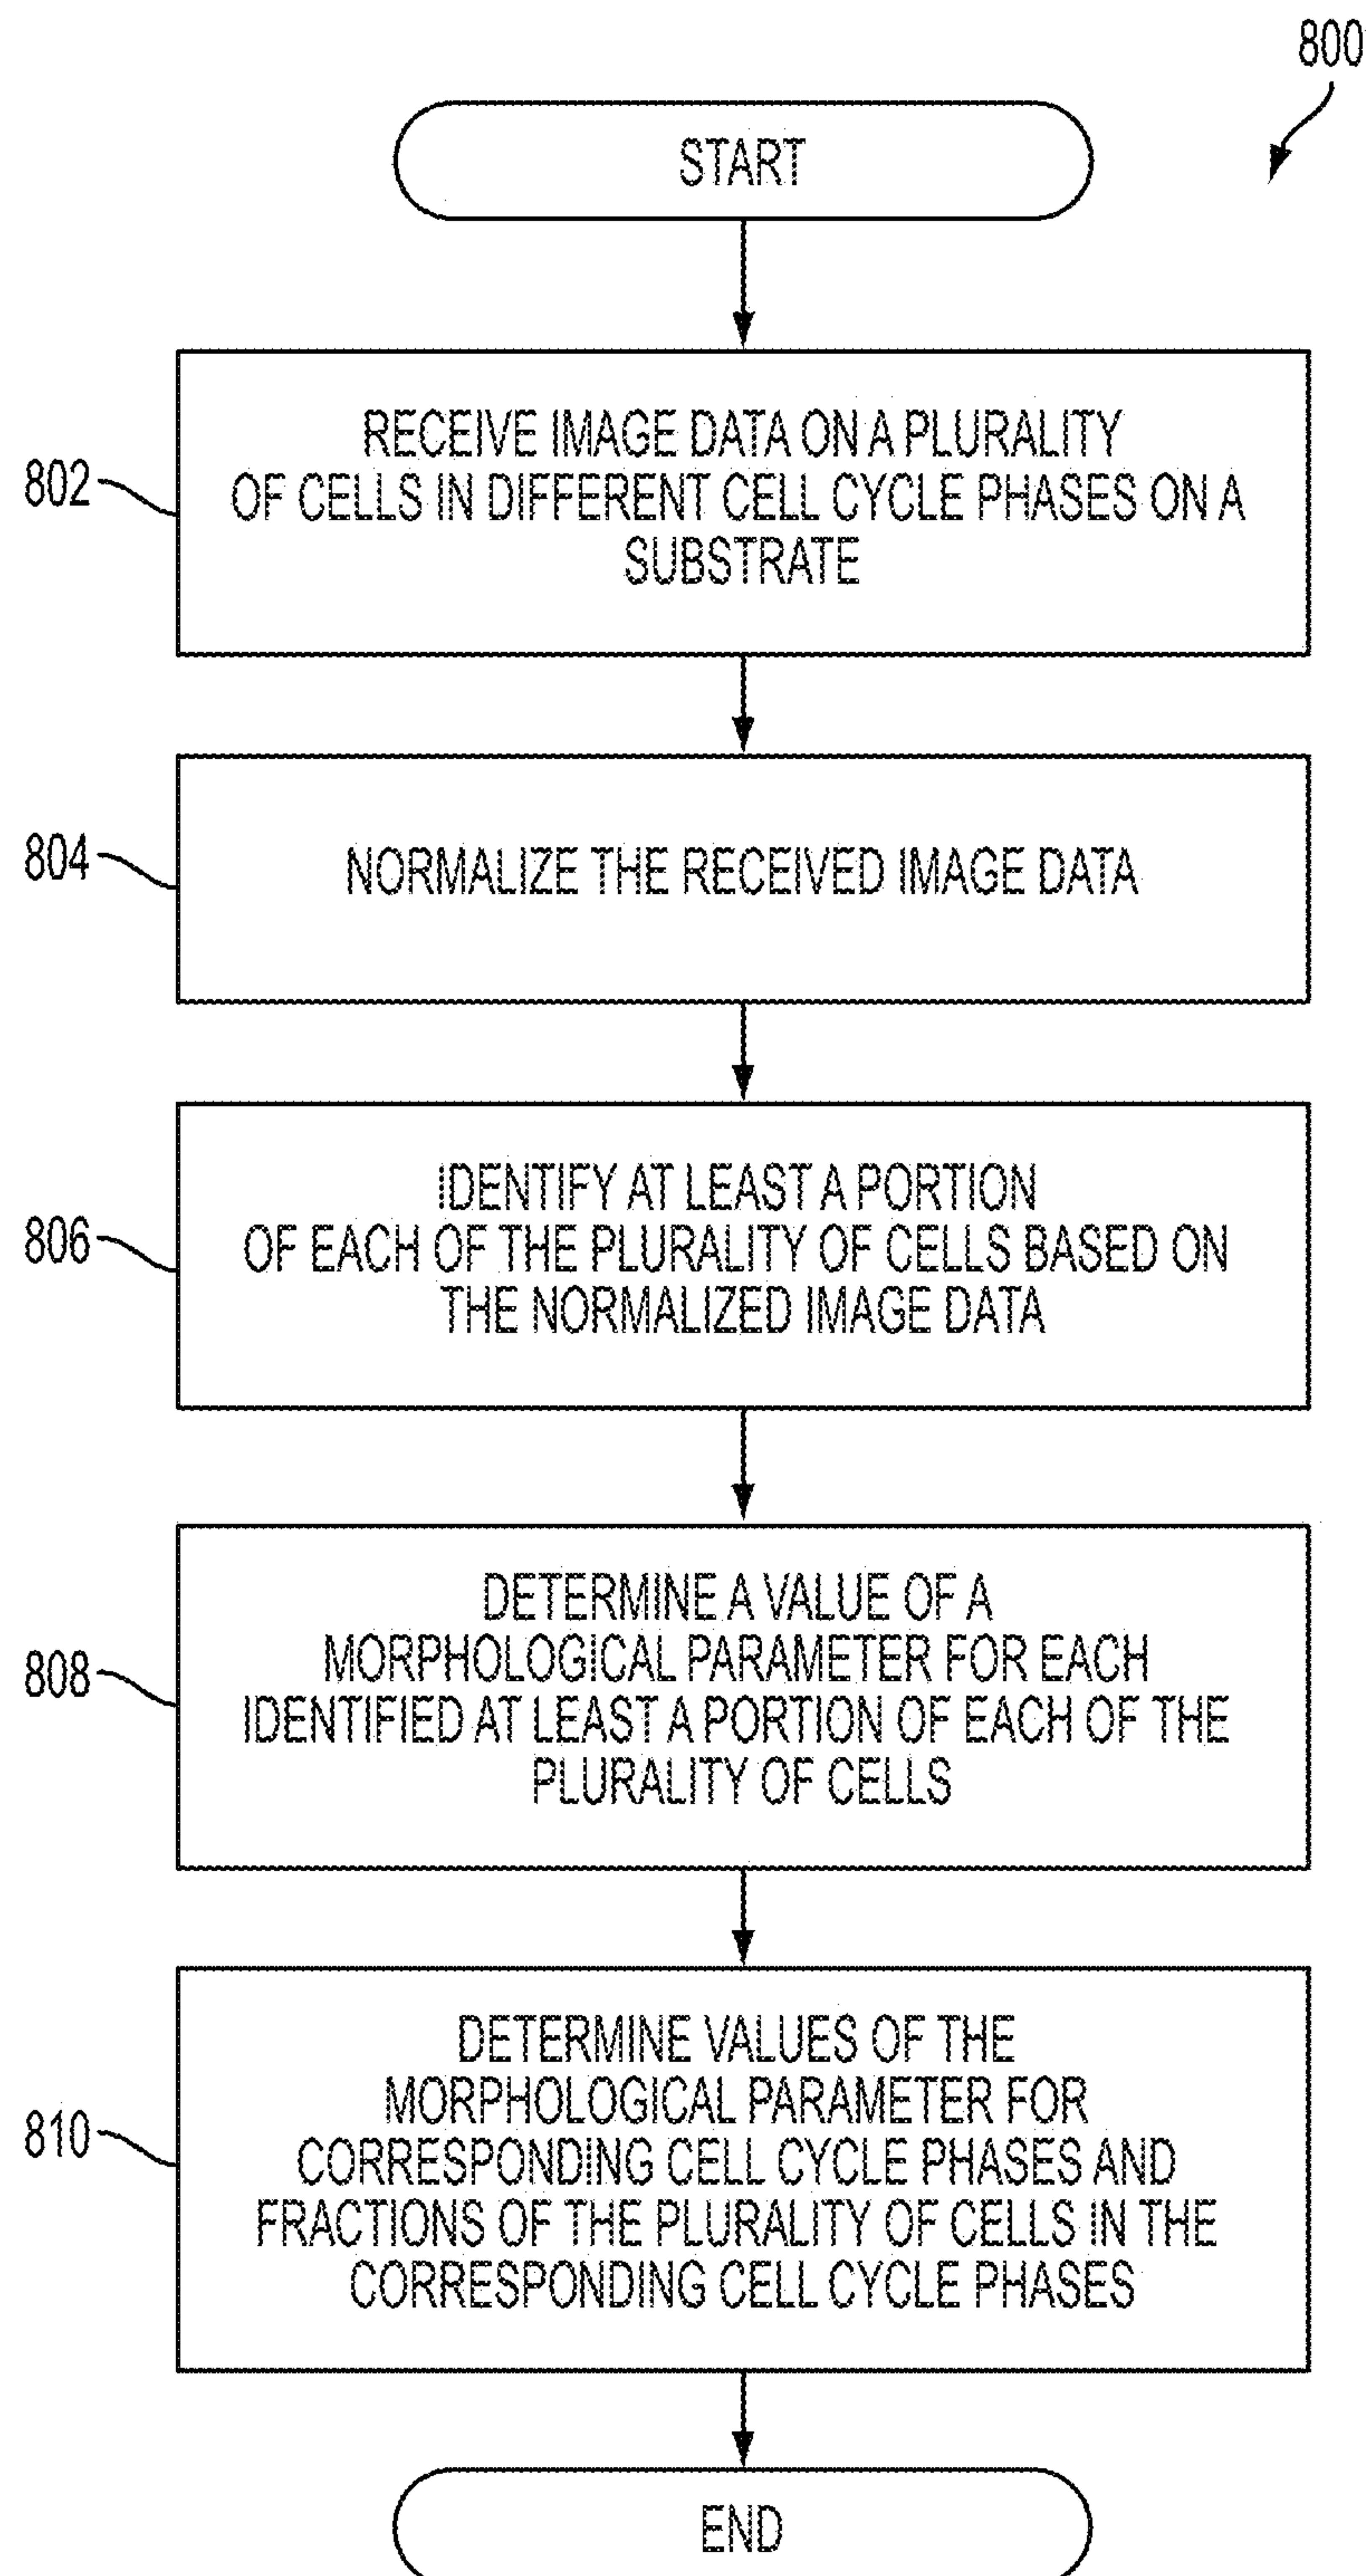 800
START
802
RECEIVE IMAGE DATA ON A PLURALITY
OF CELLS IN DIFFERENT CELL CYCLE PHASES ON A
SUBSTRATE
804
NORMALIZE THE RECEIVED IMAGE DATA
806
IDENTIFY AT LEAST A PORTION
OF EACH OF THE PLURALITY OF CELLS BASED ON
THE NORMALIZED IMAGE DATA
808
DETERMINE A VALUE OF A
MORPHOLOGICAL PARAMETER FOR EACH
IDENTIFIED AT LEAST A PORTION OF EACH OF THE
PLURALITY OF CELLS
810
DETERMINE VALUES OF THE
MORPHOLOGICAL PARAMETER FOR
CORRESPONDING CELL CYCLE PHASES AND
FRACTIONS OF THE PLURALITY OF CELLS IN THE
CORRESPONDING CELL CYCLE PHASES
END